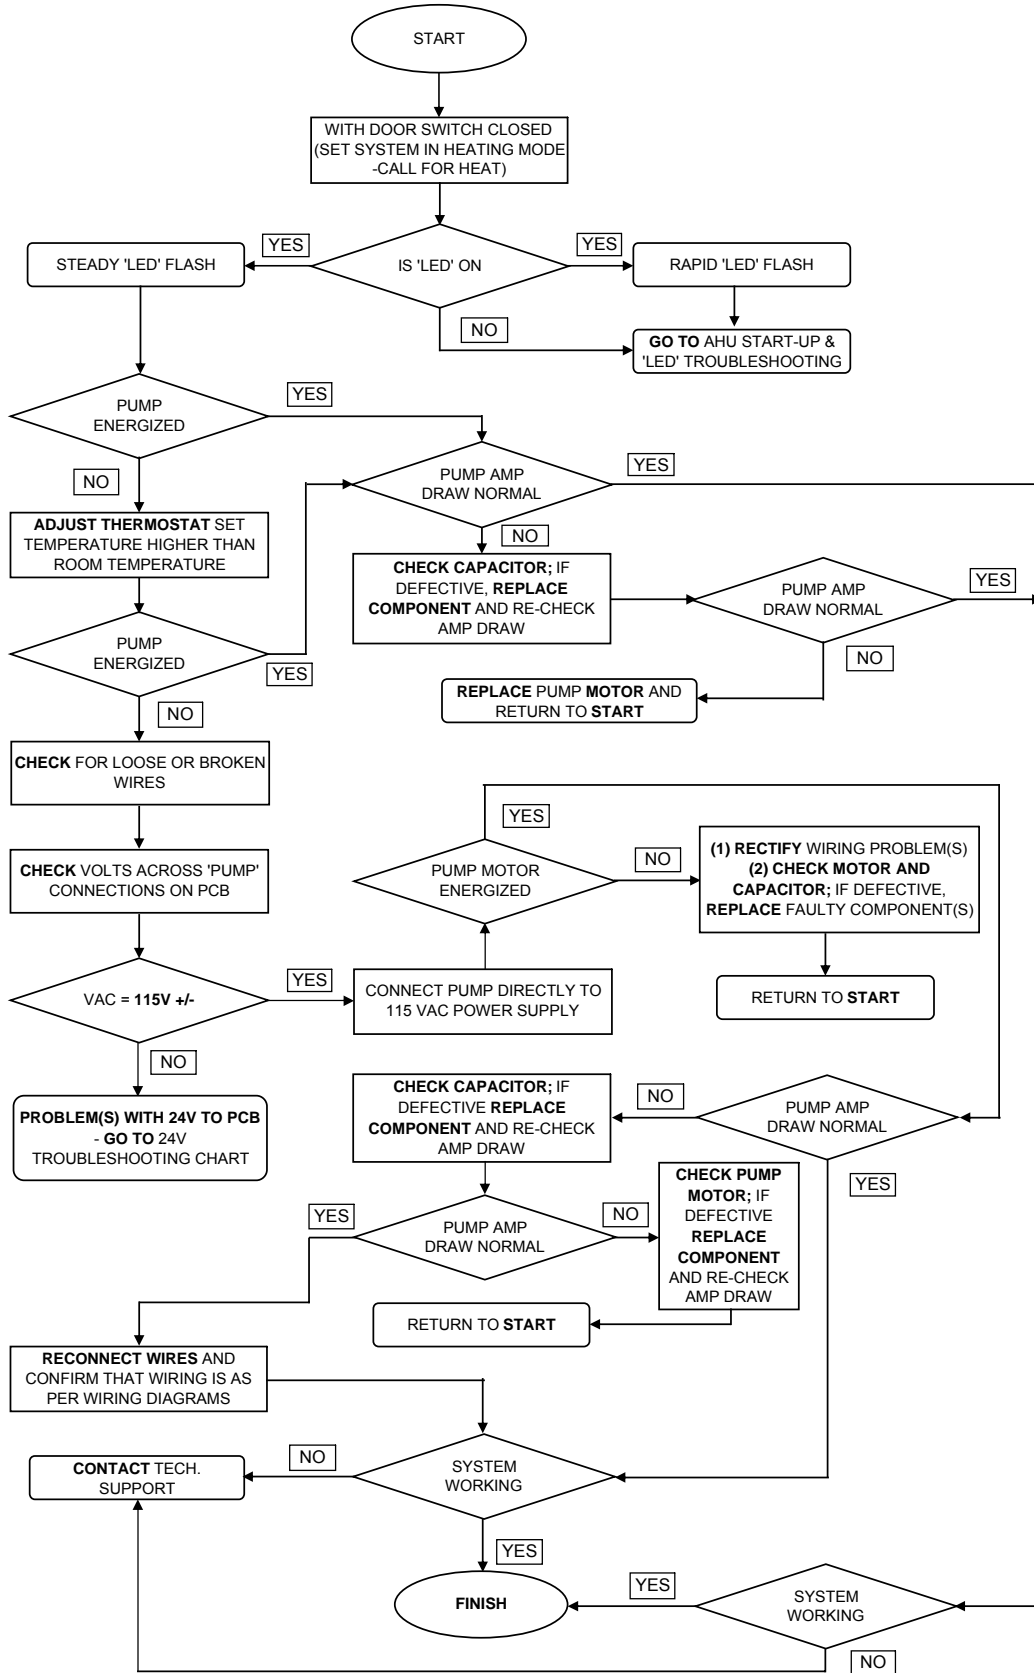 START
WITH DOOR SWITCH CLOSED
(SET SYSTEM IN HEATING MODE
-CALL FOR HEAT)
YES
YES
STEADY 'LED' FLASH
IS 'LED' ON
RAPID 'LED' FLASH
NO
GO TO AHU START-UP &
'LED' TROUBLESHOOTING
PUMP
ENERGIZED
YES
NO
PUMP AMP
DRAW NORMAL
YES
ADJUST THERMOSTAT SET
TEMPERATURE HIGHER THAN
ROOM TEMPERATURE
NO
CHECK CAPACITOR; IF
DEFECTIVE, REPLACE
COMPONENT AND RE-CHECK
AMP DRAW
PUMP AMP
DRAW NORMAL
YES
PUMP
ENERGIZED
YES
NO
REPLACE PUMP MOTOR AND
RETURN TO START
NO
CHECK FOR LOOSE OR BROKEN
WIRES
YES
CHECK VOLTS ACROSS 'PUMP'
CONNECTIONS ON PCB
PUMP MOTOR
ENERGIZED
NO
(1) RECTIFY WIRING PROBLEM(S)
(2) CHECK MOTOR AND
CAPACITOR; IF DEFECTIVE,
REPLACE FAULTY COMPONENT(S)
VAC = 115V +/-
YES
CONNECT PUMP DIRECTLY TO
115 VAC POWER SUPPLY
RETURN TO START
NO
PROBLEM(S) WITH 24V TO PCB
- GO TO 24V
TROUBLESHOOTING CHART
CHECK CAPACITOR; IF
DEFECTIVE REPLACE
COMPONENT AND RE-CHECK
AMP DRAW
NO
PUMP AMP
DRAW NORMAL
YES
YES
PUMP AMP
DRAW NORMAL
NO
CHECK PUMP
MOTOR; IF
DEFECTIVE
REPLACE
COMPONENT
AND RE-CHECK
AMP DRAW
RETURN TO START
RECONNECT WIRES AND
CONFIRM THAT WIRING IS AS
PER WIRING DIAGRAMS
CONTACT TECH.
SUPPORT
NO
SYSTEM
WORKING
YES
FINISH
YES
SYSTEM
WORKING
NO